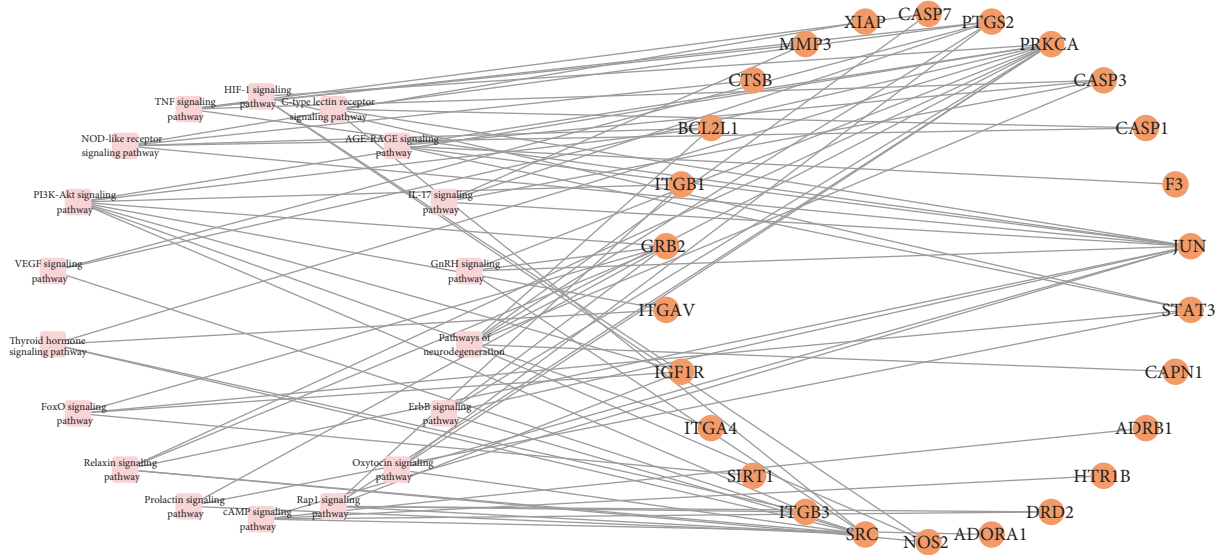 HIF-1 signaling
pathway
TNF signaling
pathway
C-type lectin receptor
signaling pathway
NOD-like receptor
signaling pathway
AGE-RAGE signaling
pathway
PI3K-Akt signaling
pathway
IL-17 signaling
pathway
VEGF signaling
pathway
GnRH signaling
pathway
Thyroid hormone
signaling pathway
Pathways of
neurodegeneration
FoxO signaling
pathway
ErbB signaling
pathway
Relaxin signaling
pathway
Oxytocin signaling
pathway
Prolactin signaling
pathway
Rap1 signaling
pathway
cAMP signaling
pathway
XIAP
CASP7
PTGS2
MMP3
PRKCA
CTSB
CASP3
BCL2L1
CASP1
ITGB1
F3
GRB2
JUN
ITGAV
STAT3
IGF1R
CAPN1
ITGA4
ADRB1
SIRT1
HTR1B
ITGB3
DRD2
SRC
NOS2
ADORA1